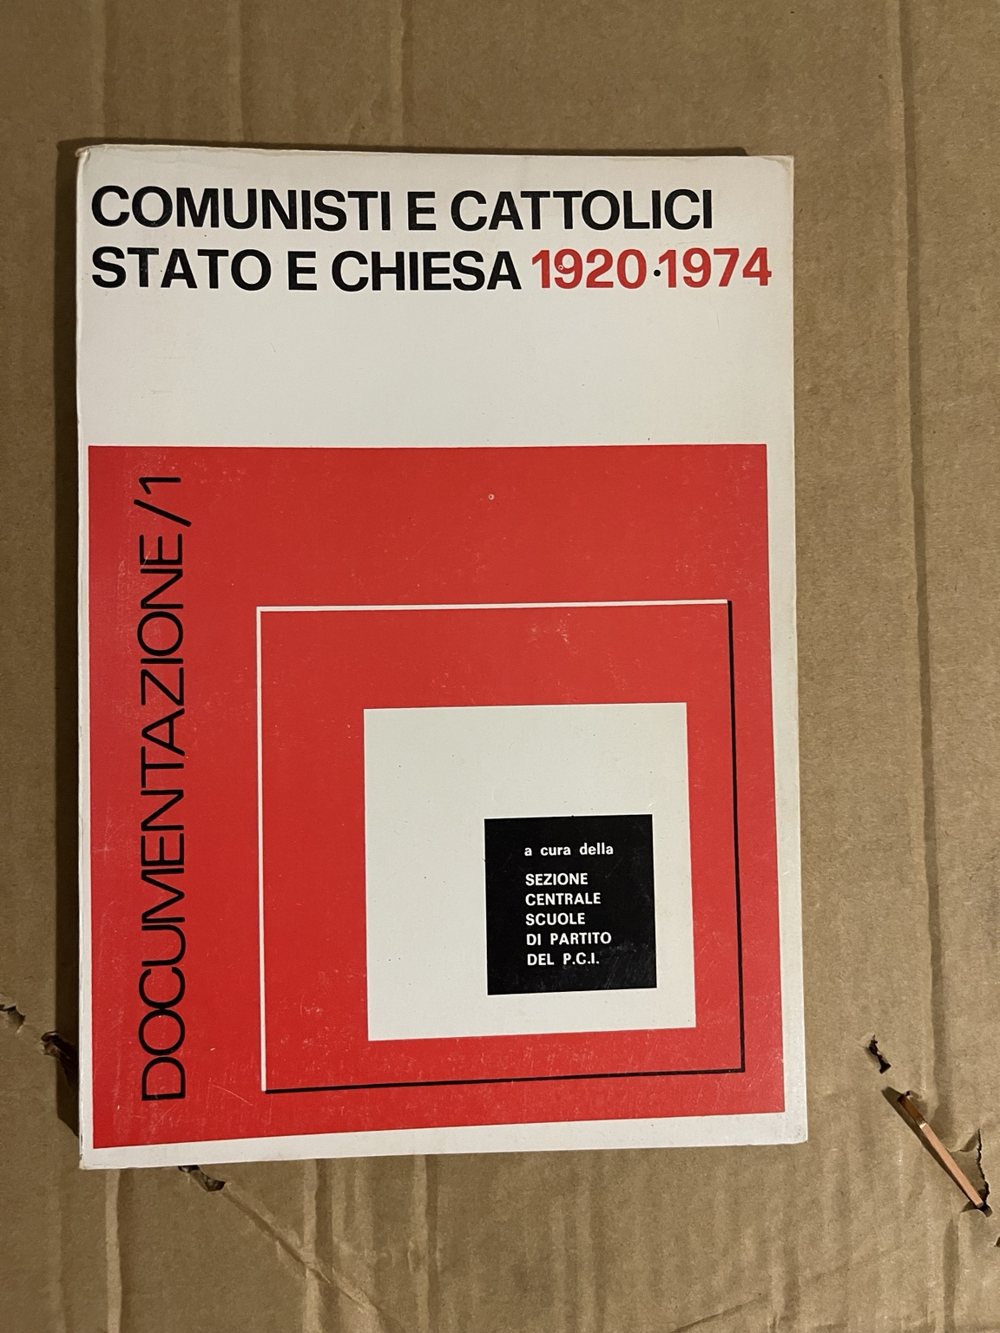 COMUNISTI E CATTOLICI
STATO E CHIESA 1920·1974
DOCUMENTAZIONE/1
a cura della
SEZIONE
CENTRALE
SCUOLE
DI PARTITO
DEL P.C.I.